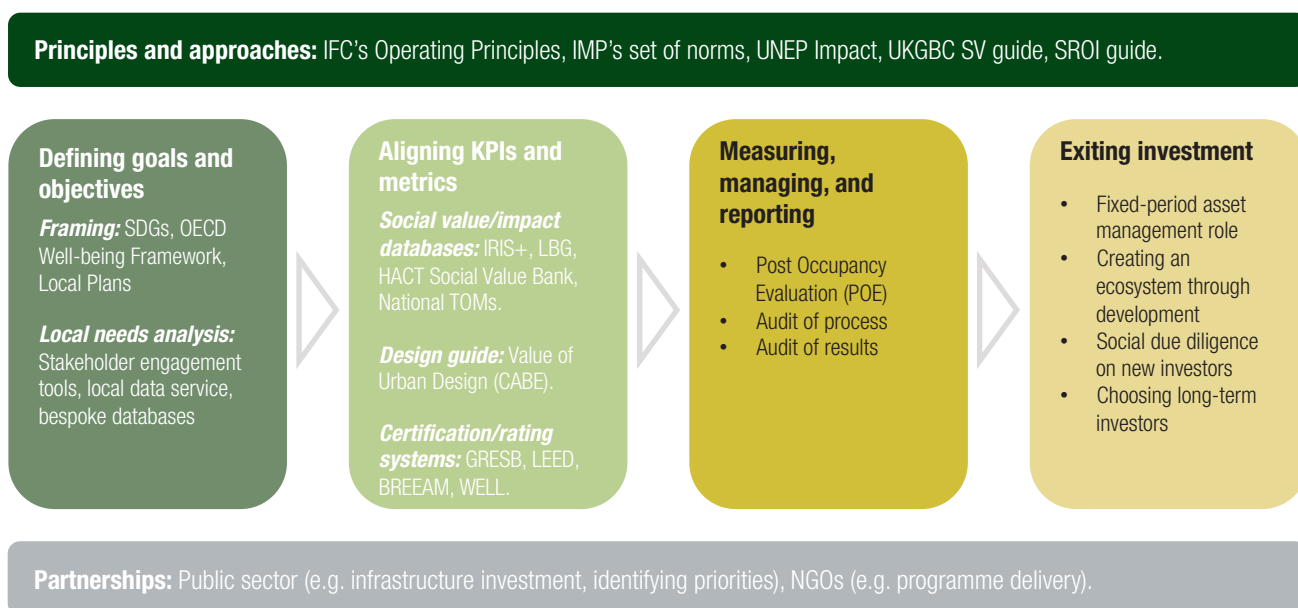 Principles and approaches: IFC's Operating Principles, IMP's set of norms, UNEP Impact, UKGBC SV guide, SROI guide.
Defining goals and
objectives
Framing: SDGs, OECD
Well-being Framework,
Local Plans
Local needs analysis:
Stakeholder engagement
tools, local data service,
bespoke databases
Aligning KPIs and
metrics
Social value/impact
databases: IRIS+, LBG,
HACT Social Value Bank,
National TOMs.
Design guide: Value of
Urban Design (CABE).
Certification/rating
systems: GRESB, LEED,
BREEAM, WELL.
Measuring,
managing, and
reporting
• Post Occupancy
Evaluation (POE)
• Audit of process
• Audit of results
Exiting investment
• Fixed-period asset
management role
• Creating an
ecosystem through
development
• Social due diligence
on new investors
• Choosing long-term
investors
Partnerships: Public sector (e.g. infrastructure investment, identifying priorities), NGOs (e.g. programme delivery).